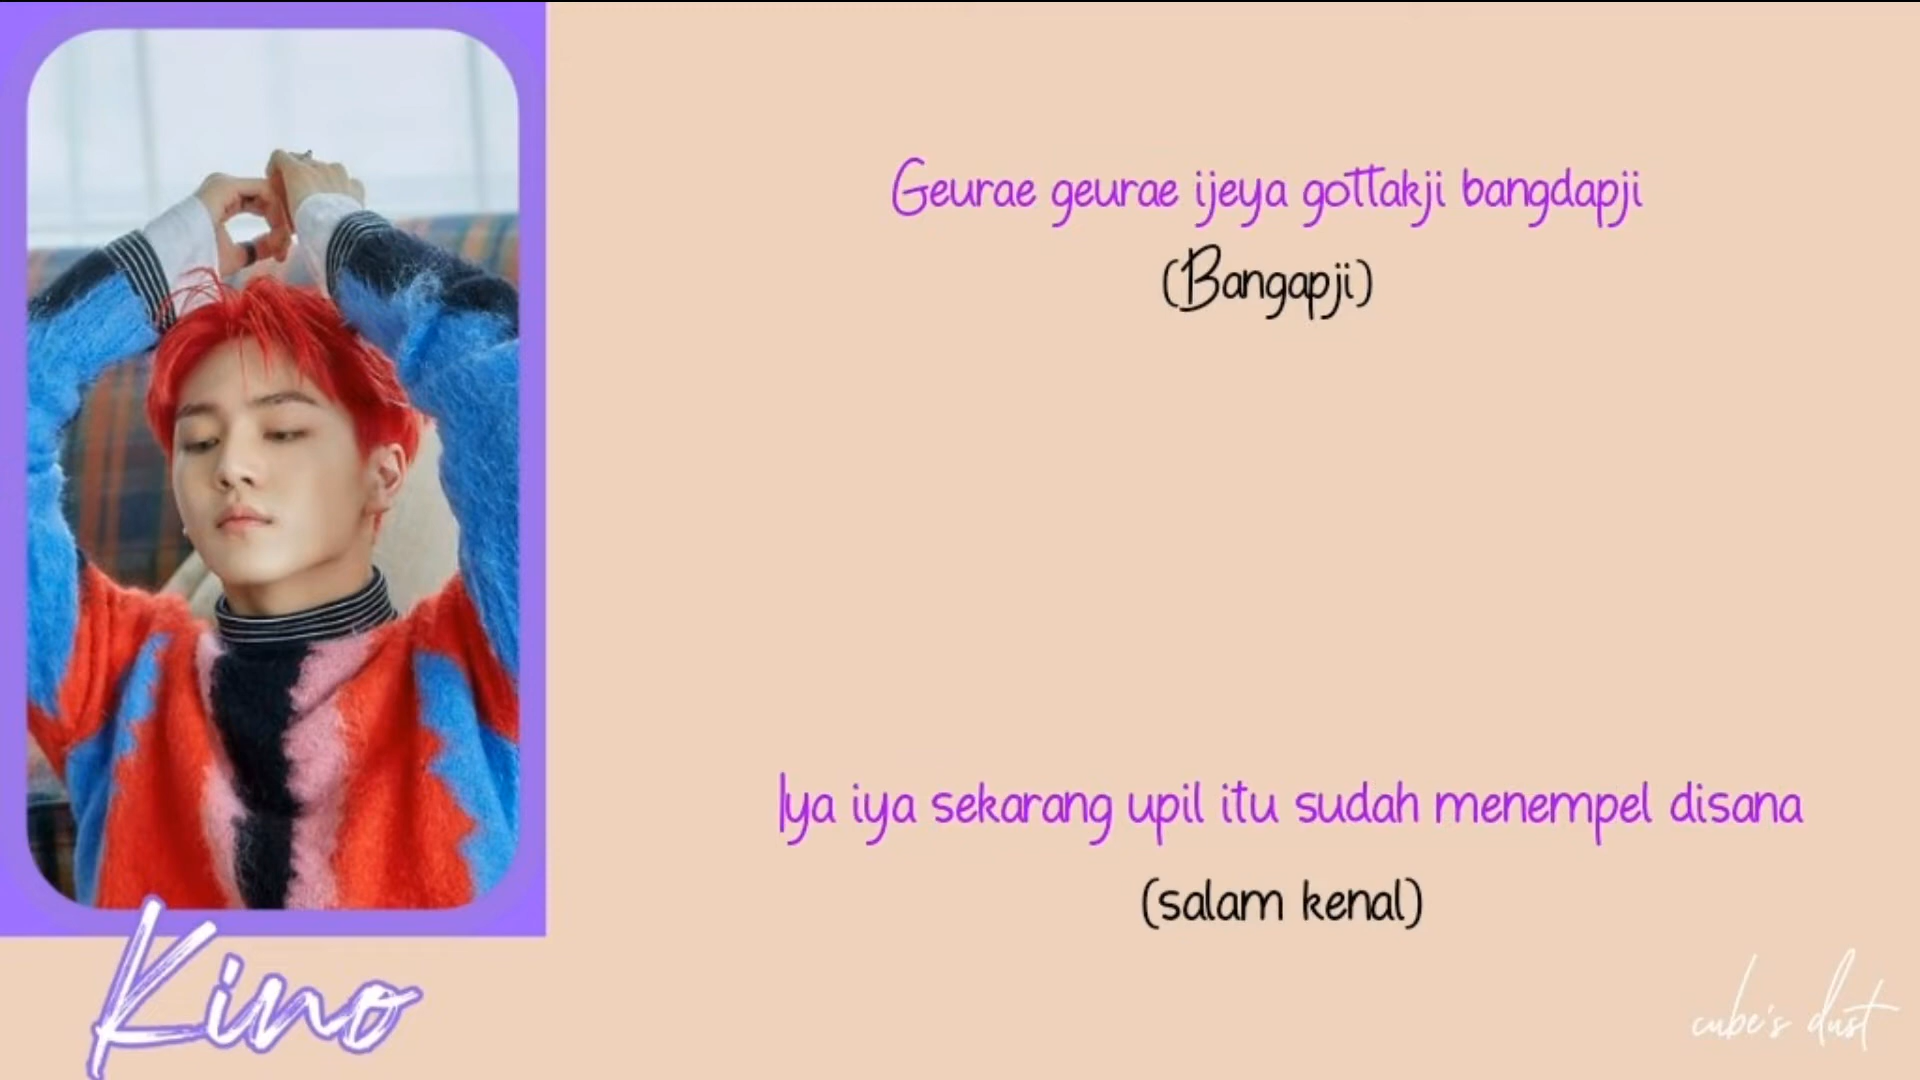 Geurae geurae ijeya gottakji bangdapji
(Bangapji)
Iya iya sekarang upil itu sudah menempel disana
(salam kenal)
Kino
cube's dust